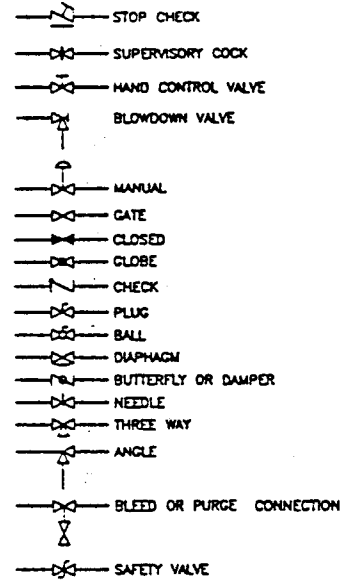 STOP CHECK
SUPERVISORY COCK
HAND CONTROL VALVE
BLOWDOWN VALVE
MANUAL
GATE
CLOSED
GLOBE
CHECK
PLUG
BALL
DIAPHAGM
BUTTERFLY OR DAMPER
NEEDLE
THREE WAY
ANGLE
BLEED OR PURGE CONNECTION
SAFETY VALVE